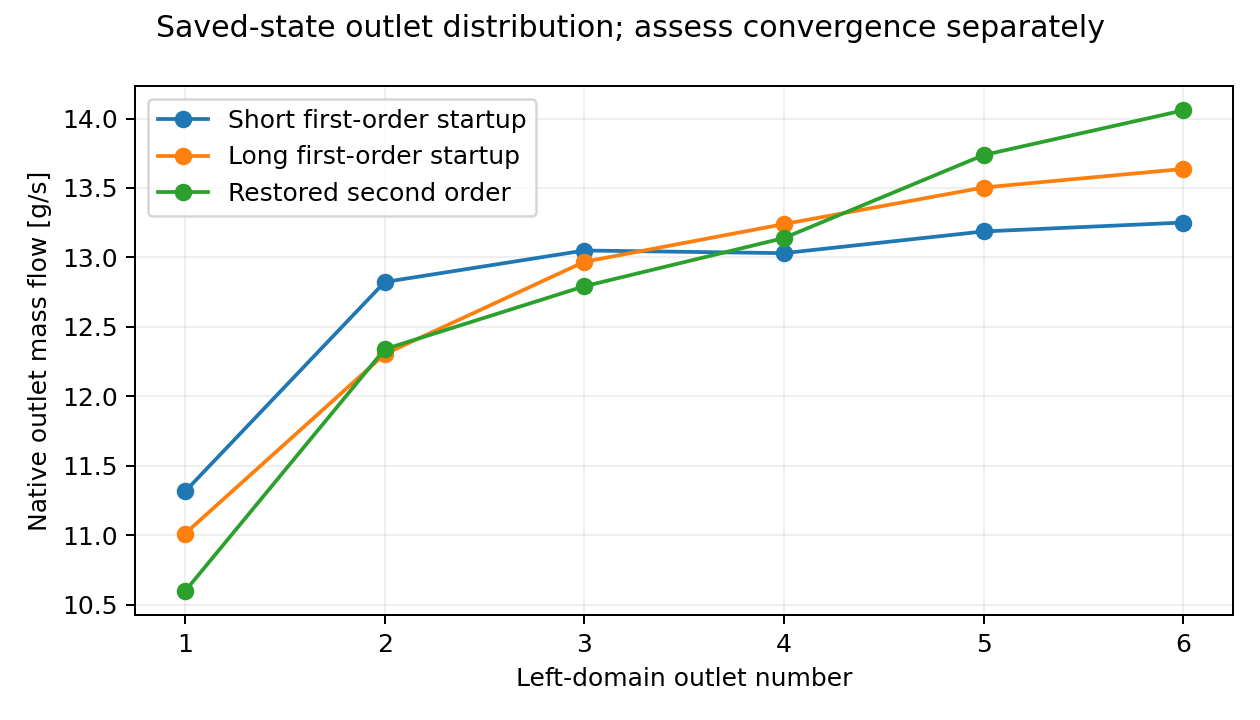 Saved-state outlet distribution; assess convergence separately
Short first-order startup
Long first-order startup
Restored second order
Native outlet mass flow [g/s]
14.0
13.5
13.0
12.5
12.0
11.5
11.0
10.5
1 2 3 4 5 6
Left-domain outlet number